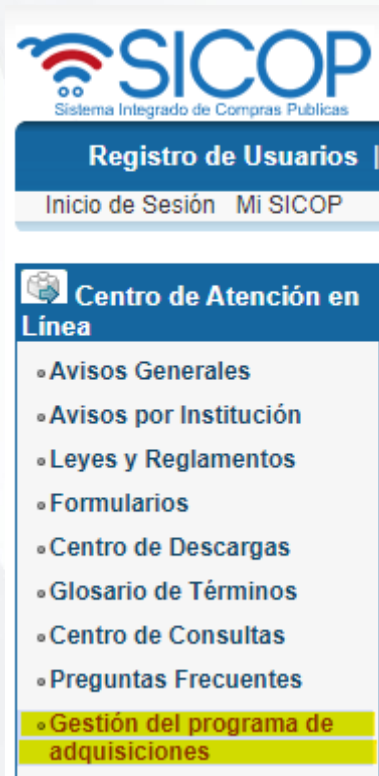 SICOP
Sistema Integrado de Compras Publicas
Registro de Usuarios |
Inicio de Sesión Mi SICOP
Centro de Atención en
Línea
Avisos Generales
Avisos por Institución
Leyes y Reglamentos
Formularios
Centro de Descargas
Glosario de Términos
Centro de Consultas
Preguntas Frecuentes
Gestión del programa de
adquisiciones